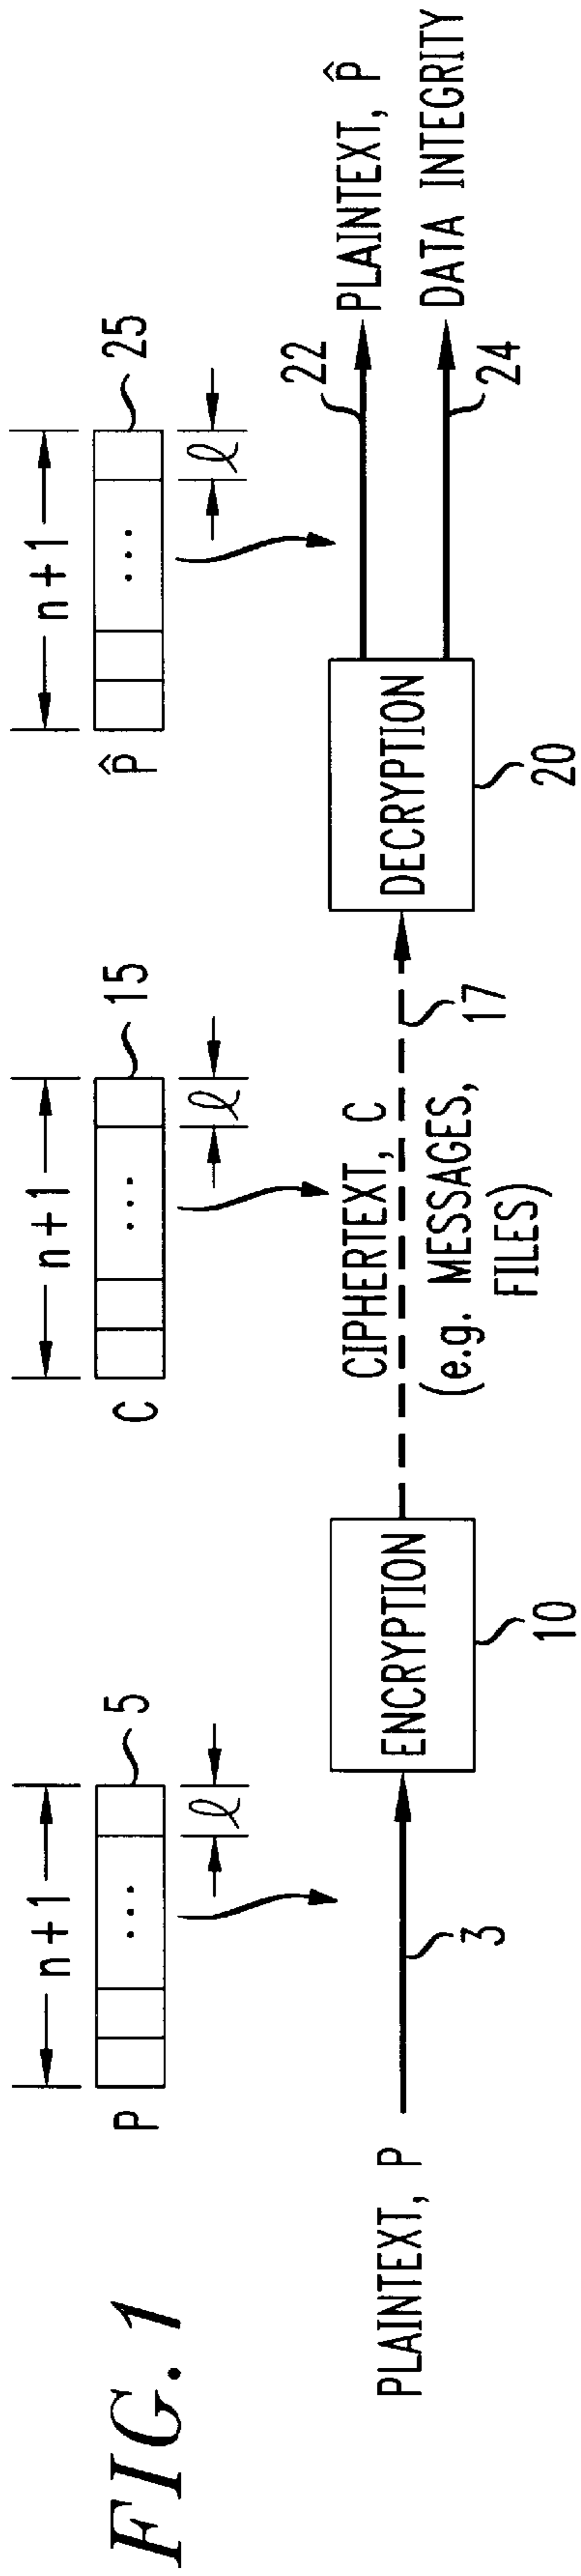 FIG. 1
n+1
P
5
ℓ
n+1
C
15
ℓ
n+1
P̂
25
ℓ
PLAINTEXT, P
3
ENCRYPTION
10
CIPHERTEXT, C
(e.g. MESSAGES,
FILES)
17
DECRYPTION
20
22
PLAINTEXT, P̂
24
DATA INTEGRITY